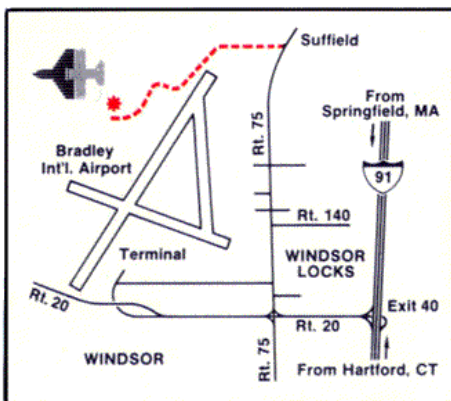 Suffield
From
Springfield, MA
Rt. 75
91
Bradley
Int'l. Airport
Rt. 140
Terminal
WINDSOR
LOCKS
Rt. 20
Exit 40
Rt. 20
WINDSOR
Rt. 75
From Hartford, CT